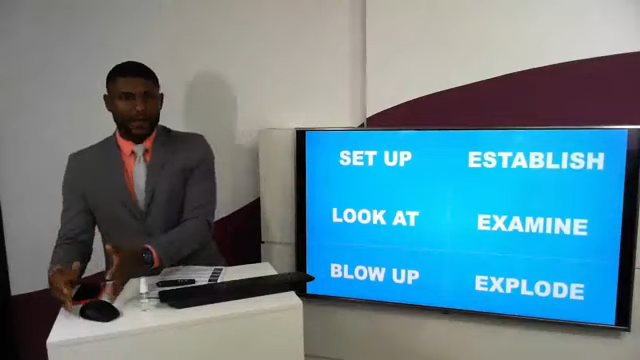 SET UP ESTABLISH
LOOK AT EXAMINE
BLOW UP EXPLODE